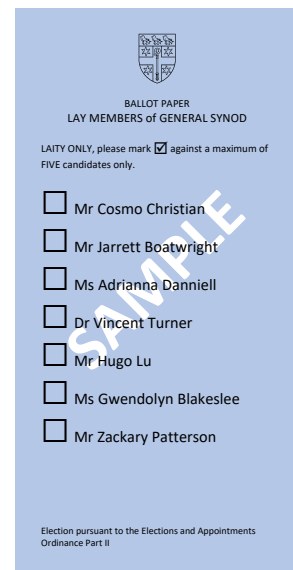 BALLOT PAPER
LAY MEMBERS of GENERAL SYNOD
LAITY ONLY, please mark ☑ against a maximum of
FIVE candidates only.
☐ Mr Cosmo Christian
☐ Mr Jarrett Boatwright
☐ Ms Adrianna Danniell
☐ Dr Vincent Turner
☐ Mr Hugo Lu
☐ Ms Gwendolyn Blakeslee
☐ Mr Zackary Patterson
SAMPLE
Election pursuant to the Elections and Appointments
Ordinance Part II